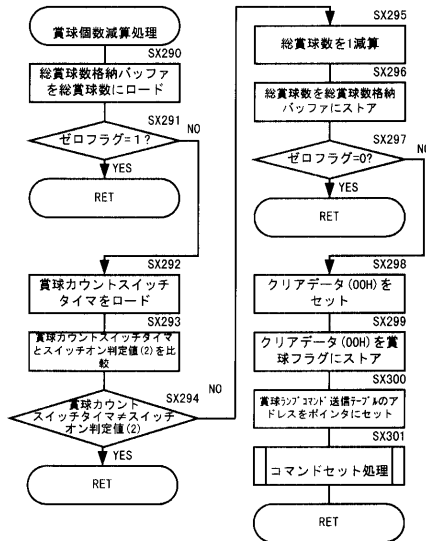 賞球個数減算処理
SX290
総賞球数格納バッファ
を総賞球数にロード
SX291
ゼロフラグ=1?
NO
YES
RET
SX292
賞球カウントスイッチ
タイマをロード
SX293
賞球カウントスイッチタイマ
とスイッチオン判定値(2)を比
較
SX294
賞球カウント
スイッチタイマ≠スイッチ
オン判定値(2)
NO
YES
RET
SX295
総賞球数を1減算
SX296
総賞球数を総賞球数格納
バッファにストア
SX297
ゼロフラグ=0?
NO
YES
RET
SX298
クリアデータ(00H)を
セット
SX299
クリアデータ(00H)を賞
球フラグにストア
SX300
賞球ランプコマンド送信テーブルのア
ドレスをポインタにセット
SX301
コマンドセット処理
RET